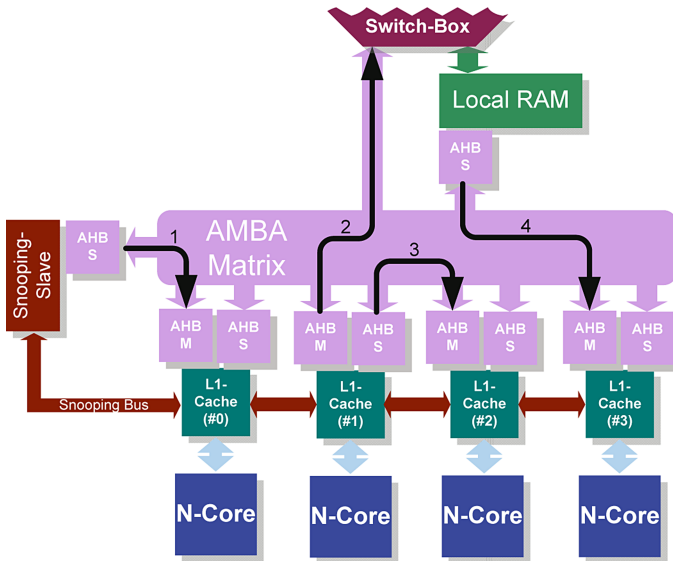 Switch-Box
Local RAM
AHB
S
AHB
S
Snooping-
Slave
1
AMBA
Matrix
2
3
4
AHB
M
AHB
S
AHB
M
AHB
S
AHB
M
AHB
S
AHB
M
AHB
S
Snooping Bus
L1-
Cache
(#0)
L1-
Cache
(#1)
L1-
Cache
(#2)
L1-
Cache
(#3)
N-Core
N-Core
N-Core
N-Core